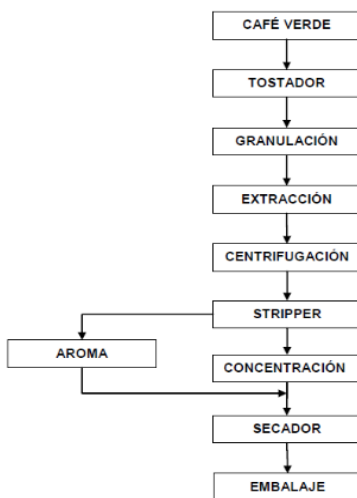 CAFÉ VERDE
TOSTADOR
GRANULACIÓN
EXTRACCIÓN
CENTRIFUGACIÓN
STRIPPER
AROMA
CONCENTRACIÓN
SECADOR
EMBALAJE